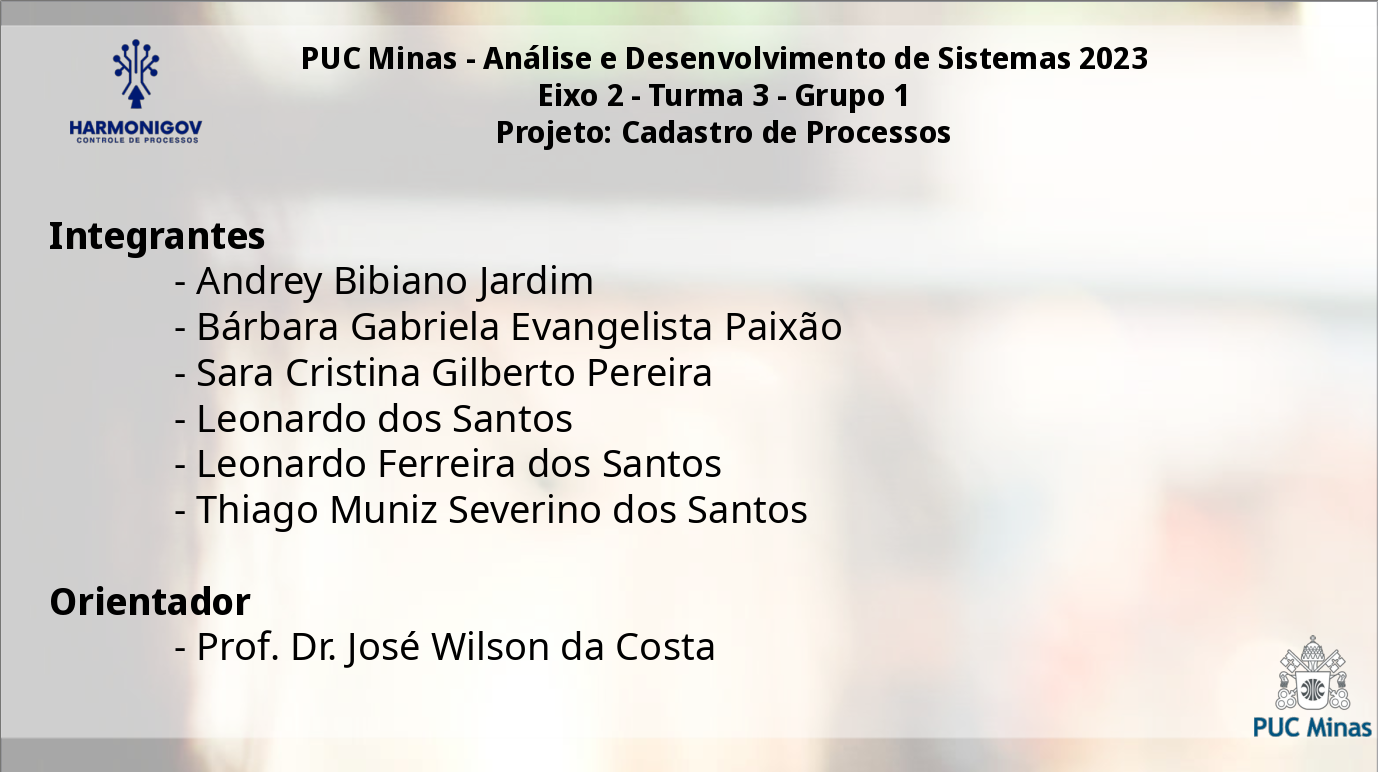 HARMONIGOV
CONTROLE DE PROCESSOS
PUC Minas - Análise e Desenvolvimento de Sistemas 2023
Eixo 2 - Turma 3 - Grupo 1
Projeto: Cadastro de Processos
Integrantes
- Andrey Bibiano Jardim
- Bárbara Gabriela Evangelista Paixão
- Sara Cristina Gilberto Pereira
- Leonardo dos Santos
- Leonardo Ferreira dos Santos
- Thiago Muniz Severino dos Santos
Orientador
- Prof. Dr. José Wilson da Costa
PUC Minas